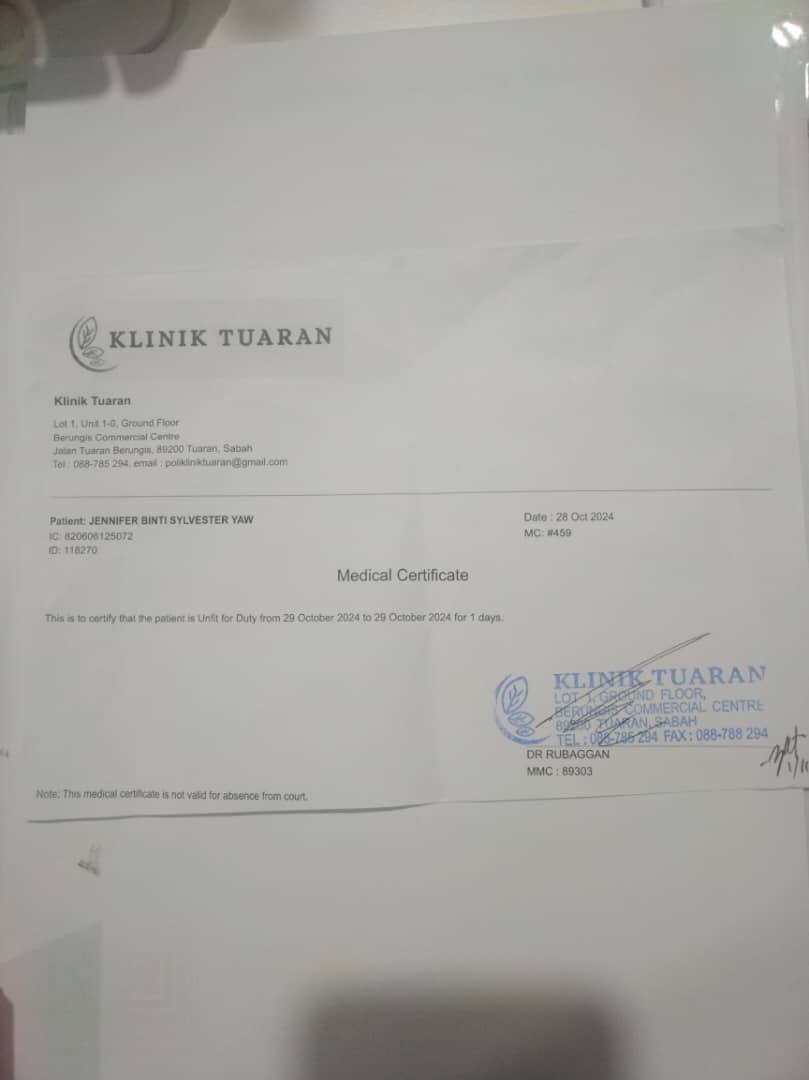 KLINIK TUARAN
Klinik Tuaran
Lot 1, Unit 1-0, Ground Floor
Berungis Commercial Centre
Jalan Tuaran Berungis, 89200 Tuaran, Sabah
Tel : 088-785 294, email : polikliniktuaran@gmail.com
Patient: JENNIFER BINTI SYLVESTER YAW
IC: 820606125072
ID: 118270
Date : 28 Oct 2024
MC: #459
Medical Certificate
This is to certify that the patient is Unfit for Duty from 29 October 2024 to 29 October 2024 for 1 days.
KLINIK TUARAN
LOT 1, GROUND FLOOR,
BERUNGIS COMMERCIAL CENTRE
89200 TUARAN, SABAH
TEL : 088-785 294 FAX : 088-788 294
DR RUBAGGAN
MMC : 89303
Note: This medical certificate is not valid for absence from court.